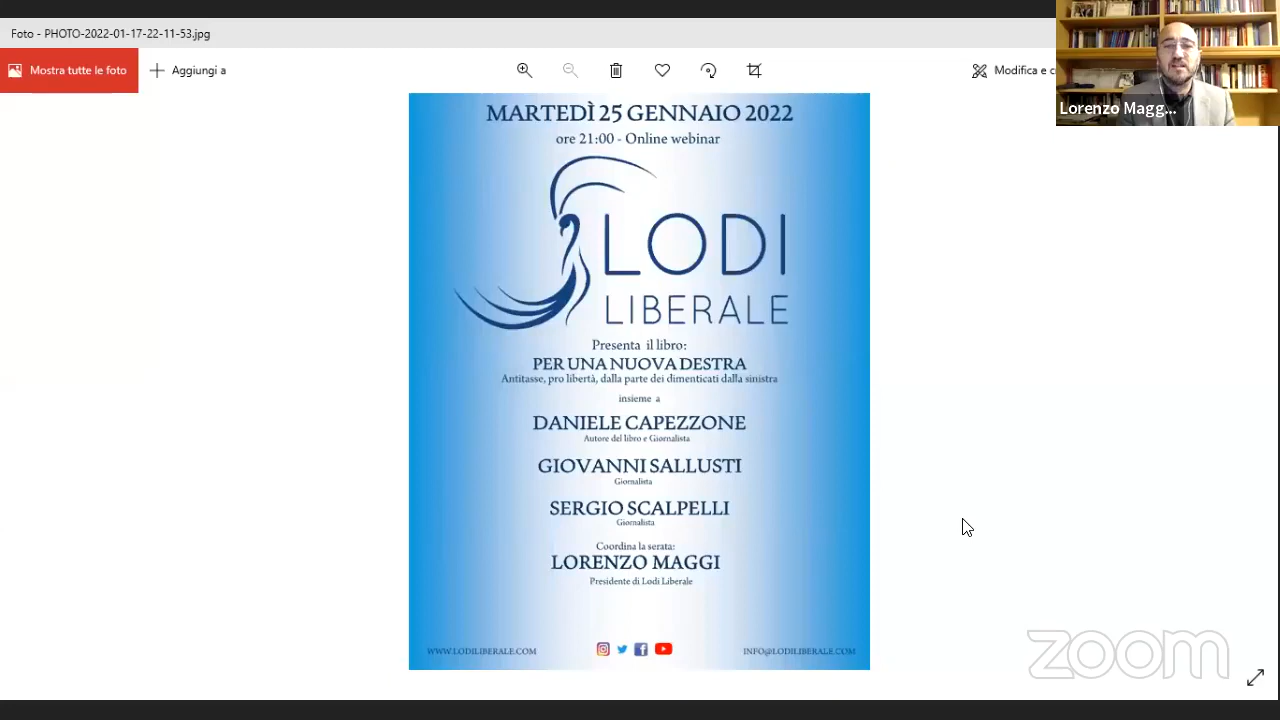 Foto - PHOTO-2022-01-17-22-11-53.jpg
Mostra tutte le foto
Aggiungi a
Modifica e c
Lorenzo Magg...
MARTEDÌ 25 GENNAIO 2022
ore 21:00 - Online webinar
LODI
LIBERALE
Presenta il libro:
PER UNA NUOVA DESTRA
Antitasse, pro libertà, dalla parte dei dimenticati dalla sinistra
insieme a
DANIELE CAPEZZONE
Autore del libro e Giornalista
GIOVANNI SALLUSTI
Giornalista
SERGIO SCALPELLI
Giornalista
Coordina la serata:
LORENZO MAGGI
Presidente di Lodi Liberale
WWW.LODILIBERALE.COM
INFO@LODILIBERALE.COM
zoom